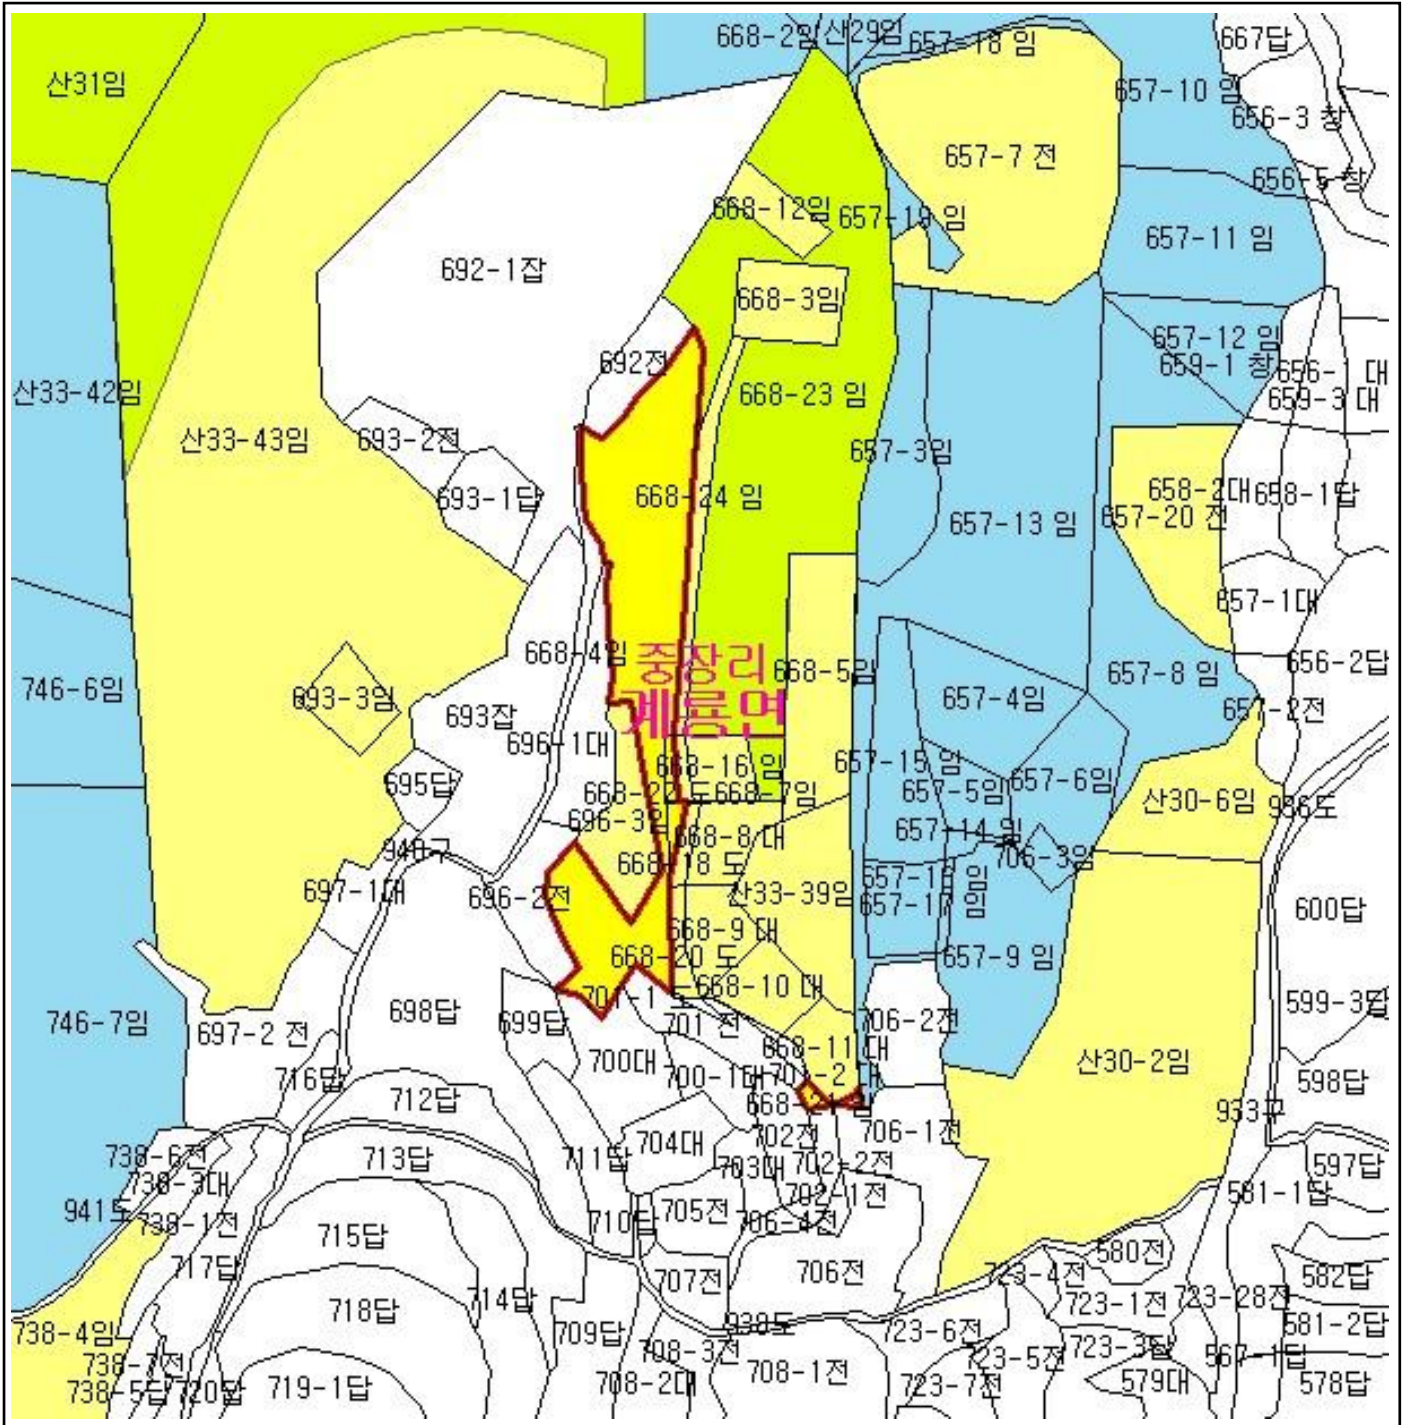 668-2임
산29임
657-18 임
667답
산31임
657-10 임
656-3 창
657-7 전
656-5 창
668-12임
657-19 임
657-11 임
692-1잡
668-3임
657-12 임
692전
659-1 창
656-1 대
산33-42임
668-23 임
659-3 대
산33-43임
693-2전
657-3임
693-1답
668-24 임
658-2대
658-1답
657-20 전
657-13 임
657-1대
668-4임
중장리
668-5임
656-2답
657-8 임
746-6임
693-3임
계룡면
657-4임
693잡
657-2전
696-1대
668-16 임
657-15 임
695답
668-22 도
668-7임
657-5임
657-6임
산30-6임
936도
696-3임
668-8 대
657-14 임
940구
668-18 도
706-3임
697-1대
696-2전
산33-39임
657-16 임
657-17 임
600답
668-9 대
668-20 도
657-9 임
668-10 대
701-1 도
599-3답
746-7임
698답
697-2 전
699답
701 전
706-2전
668-11 대
700대
산30-2임
716답
700-1대
701-2 대
598답
712답
668-21 임
933구
704대
702전
706-1전
738-6전
713답
711답
703대
702-2전
597답
738-3대
702-1전
581-1답
941도
738-1전
710답
705전
706-4전
715답
580전
717답
707전
706전
723-4전
582답
718답
714답
723-1전
723-28전
738-4임
709답
938도
723-6전
581-2답
738-7전
708-3전
723-5전
723-3답
567-1답
738-5답
720답
719-1답
708-2대
708-1전
723-7전
579대
578답